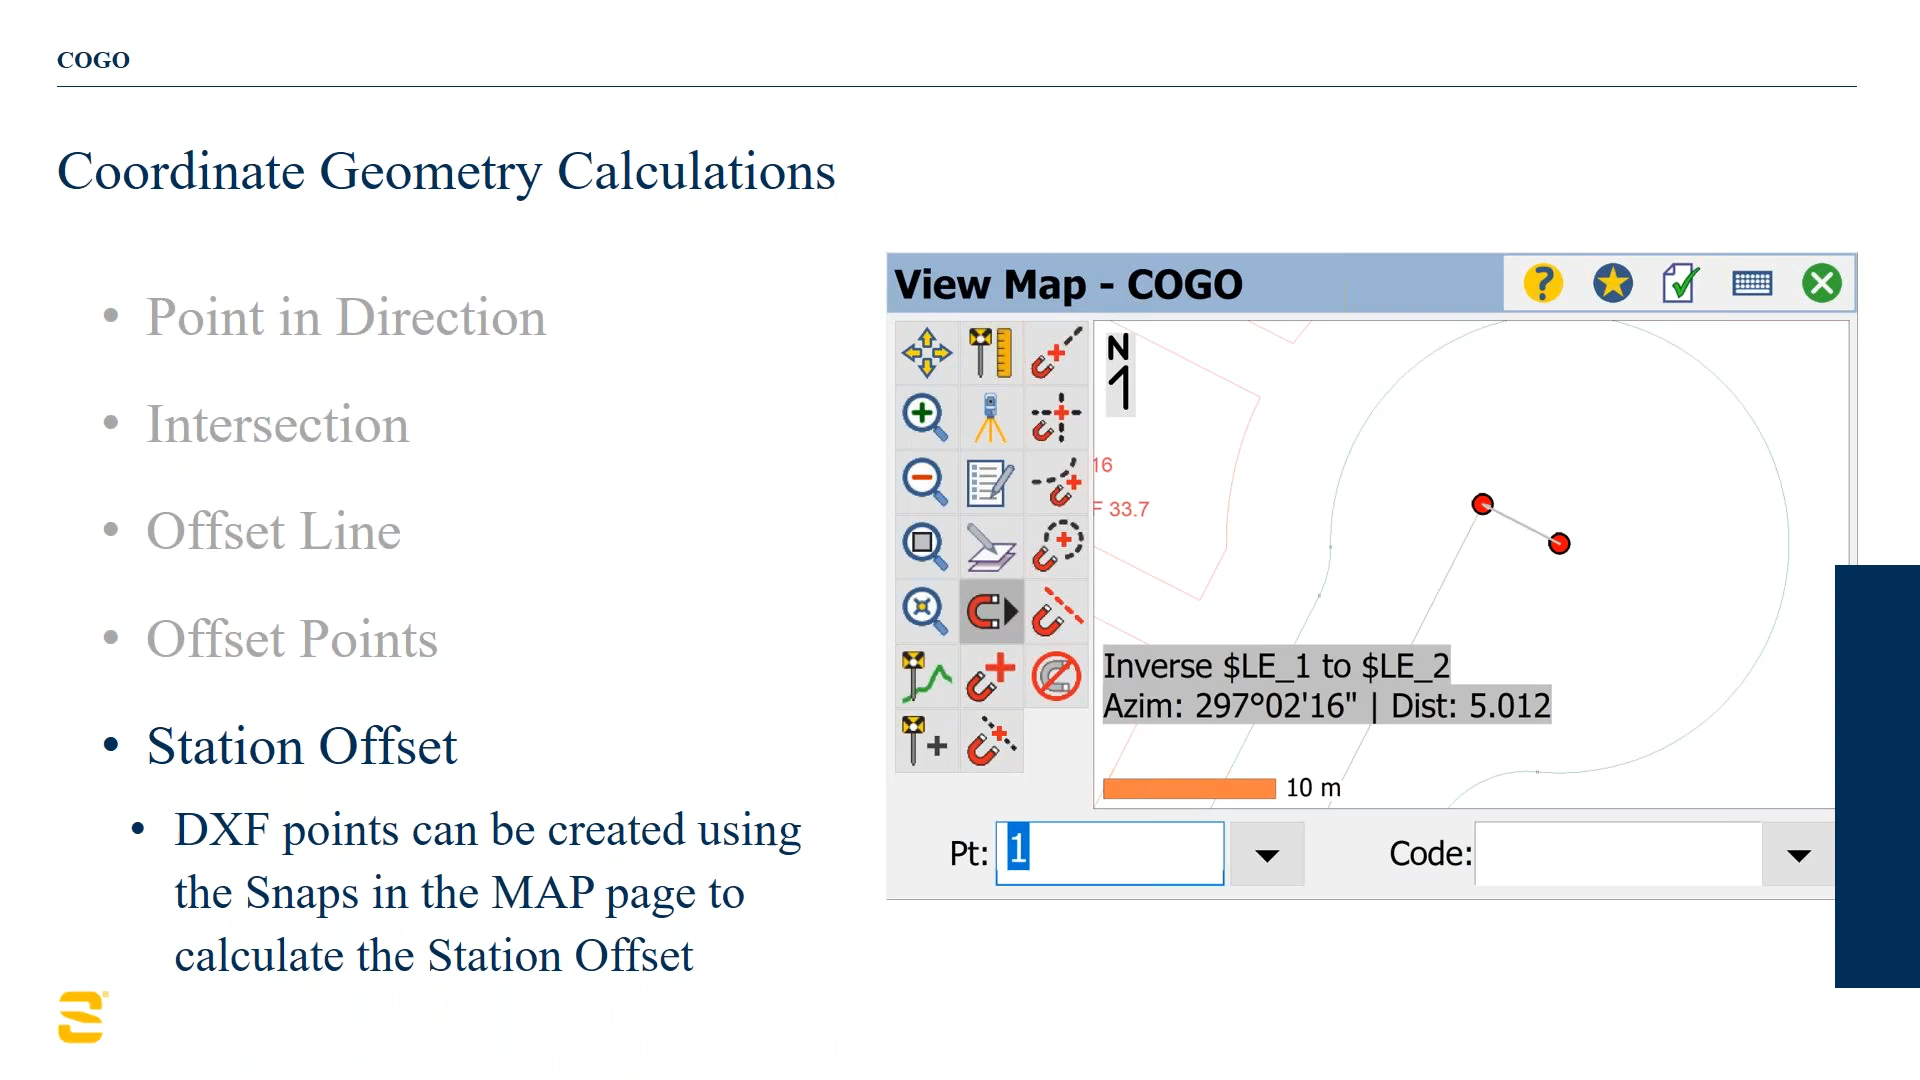 COGO
Coordinate Geometry Calculations
• Point in Direction
• Intersection
• Offset Line
• Offset Points
• Station Offset
• DXF points can be created using
the Snaps in the MAP page to
calculate the Station Offset
View Map - COGO
N
16
F 33.7
Inverse $LE_1 to $LE_2
Azim: 297°02'16" | Dist: 5.012
10 m
Pt: 1
Code: